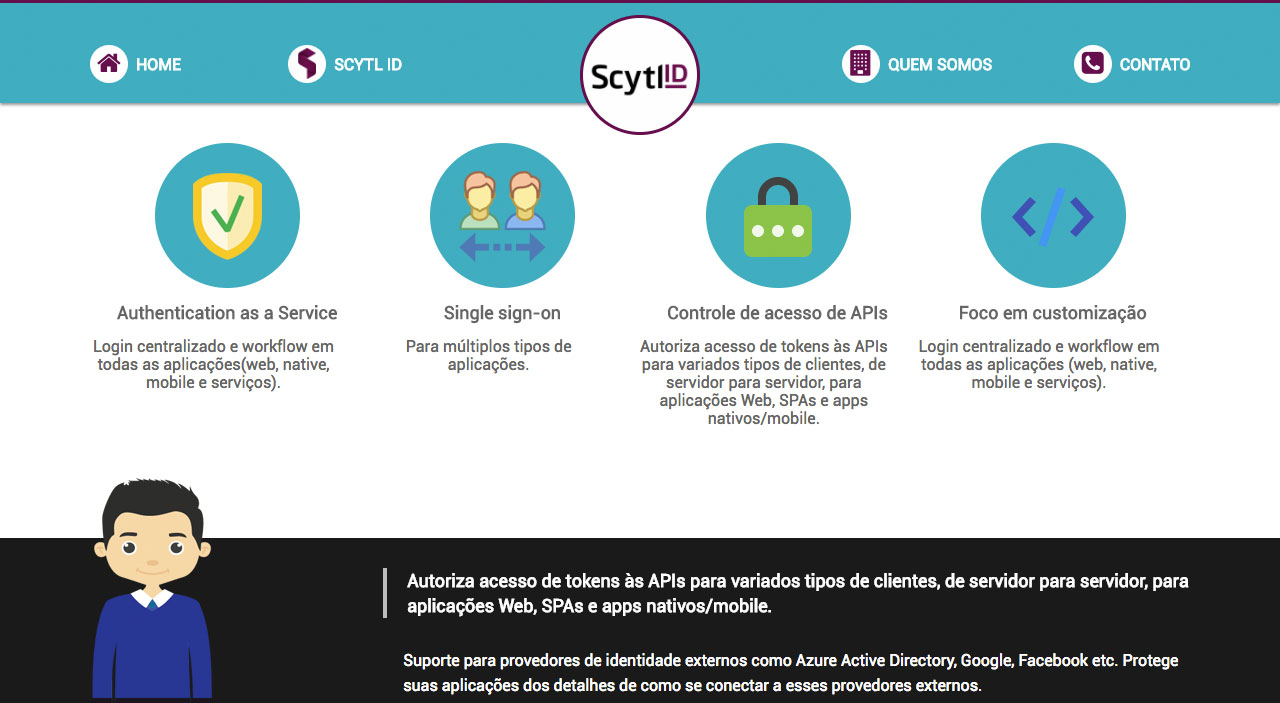 HOME
SCYTL ID
ScytlID
QUEM SOMOS
CONTATO
Authentication as a Service
Login centralizado e workflow em
todas as aplicações(web, native,
mobile e serviços).
Single sign-on
Para múltiplos tipos de
aplicações.
Controle de acesso de APIs
Autoriza acesso de tokens às APIs
para variados tipos de clientes, de
servidor para servidor, para
aplicações Web, SPAs e apps
nativos/mobile.
Foco em customização
Login centralizado e workflow em
todas as aplicações (web, native,
mobile e serviços).
Autoriza acesso de tokens às APIs para variados tipos de clientes, de servidor para servidor, para
aplicações Web, SPAs e apps nativos/mobile.
Suporte para provedores de identidade externos como Azure Active Directory, Google, Facebook etc. Protege
suas aplicações dos detalhes de como se conectar a esses provedores externos.